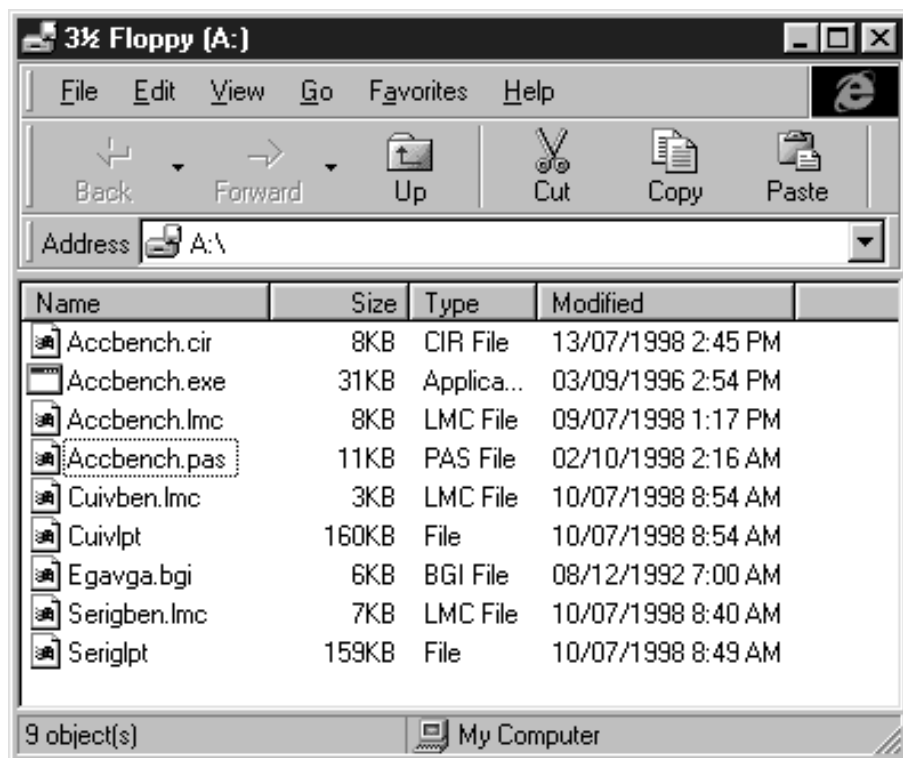 3½ Floppy (A:)
File Edit View Go Favorites Help
Back Forward Up Cut Copy Paste
Address A:\
Name Size Type Modified
Accbench.cir 8KB CIR File 13/07/1998 2:45 PM
Accbench.exe 31KB Applica... 03/09/1996 2:54 PM
Accbench.lmc 8KB LMC File 09/07/1998 1:17 PM
Accbench.pas 11KB PAS File 02/10/1998 2:16 AM
Cuivben.lmc 3KB LMC File 10/07/1998 8:54 AM
Cuivlpt 160KB File 10/07/1998 8:54 AM
Egavga.bgi 6KB BGI File 08/12/1992 7:00 AM
Serigben.lmc 7KB LMC File 10/07/1998 8:40 AM
Seriglpt 159KB File 10/07/1998 8:49 AM
9 object(s) My Computer